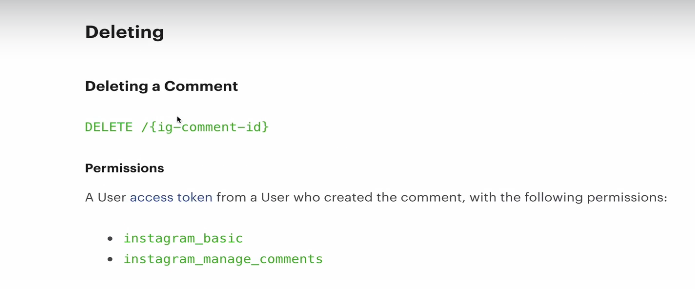 Deleting
Deleting a Comment
DELETE /{ig-comment-id}
Permissions
A User access token from a User who created the comment, with the following permissions:
• instagram_basic
• instagram_manage_comments